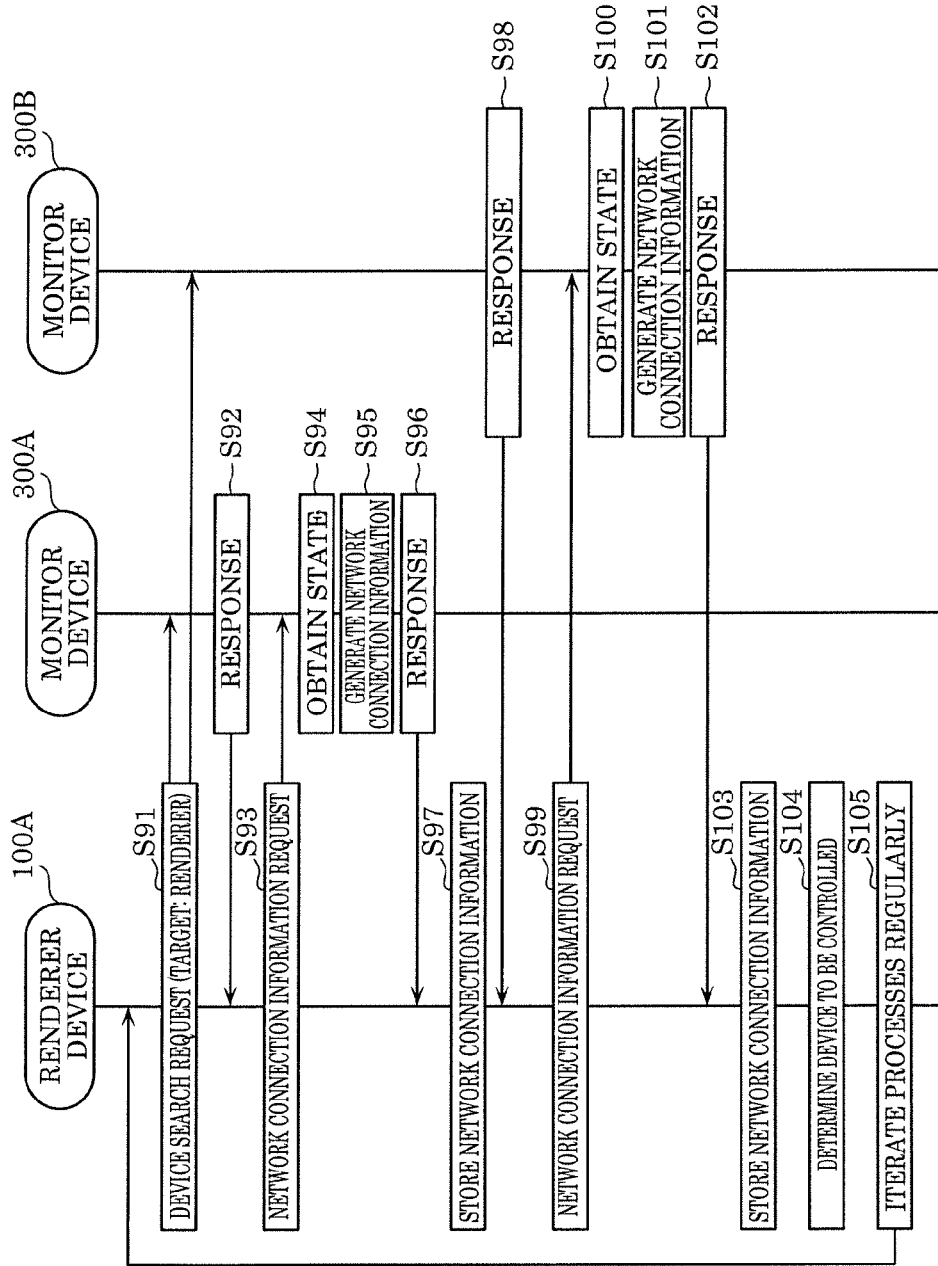 100A
RENDERER
DEVICE
300A
MONITOR
DEVICE
300B
MONITOR
DEVICE
S91
DEVICE SEARCH REQUEST (TARGET: RENDERER)
RESPONSE
S92
S93
NETWORK CONNECTION INFORMATION REQUEST
OBTAIN STATE
S94
GENERATE NETWORK
CONNECTION INFORMATION
S95
RESPONSE
S96
S97
STORE NETWORK CONNECTION INFORMATION
RESPONSE
S98
S99
NETWORK CONNECTION INFORMATION REQUEST
OBTAIN STATE
S100
GENERATE NETWORK
CONNECTION INFORMATION
S101
RESPONSE
S102
S103
STORE NETWORK CONNECTION INFORMATION
S104
DETERMINE DEVICE TO BE CONTROLLED
S105
ITERATE PROCESSES REGULARLY